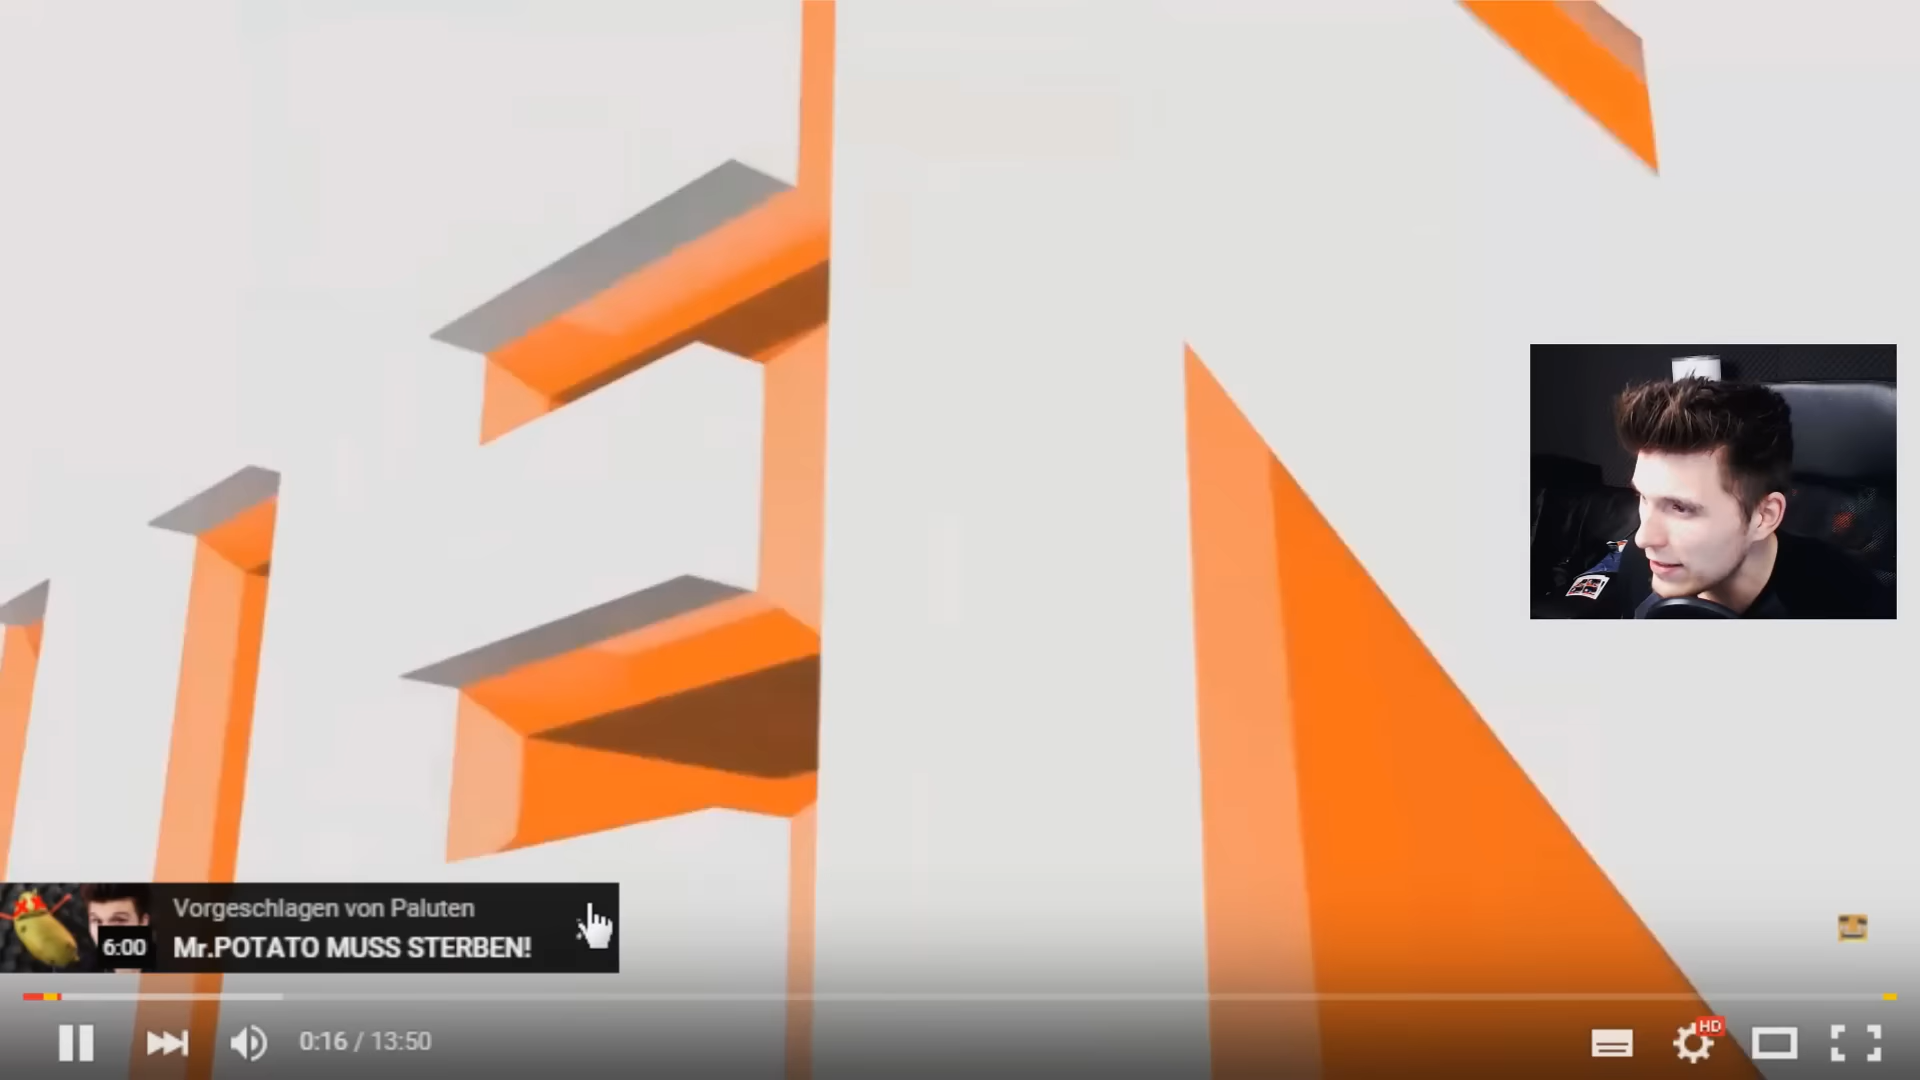 Vorgeschlagen von Paluten
6:00
Mr.POTATO MUSS STERBEN!
0:16 / 13:50
HD